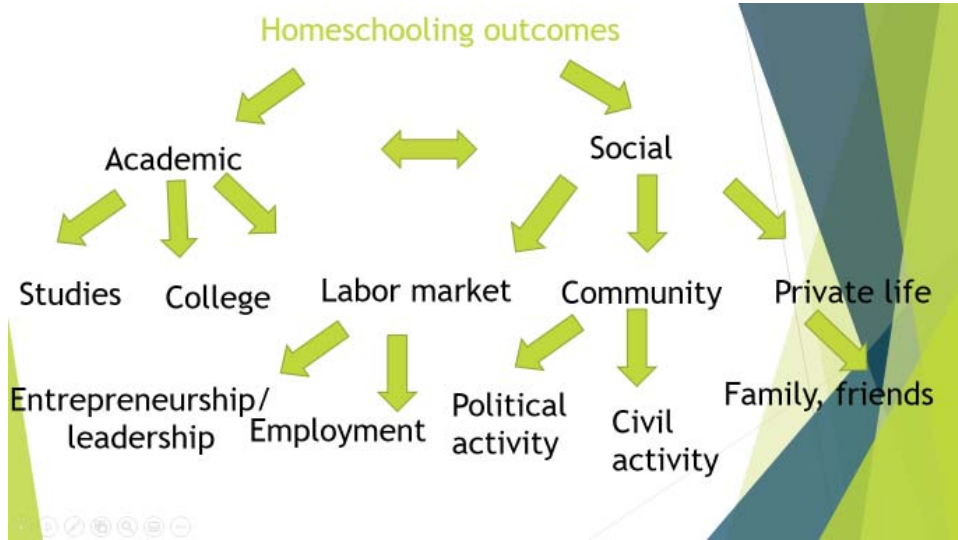 Homeschooling outcomes
Academic
Social
Studies
College
Labor market
Community
Private life
Entrepreneurship/
leadership
Employment
Political
activity
Civil
activity
Family, friends